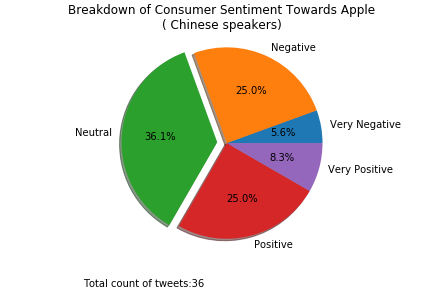 Breakdown of Consumer Sentiment Towards Apple
( Chinese speakers)
Negative
25.0%
Very Negative
5.6%
Neutral
36.1%
8.3%
Very Positive
25.0%
Positive
Total count of tweets:36